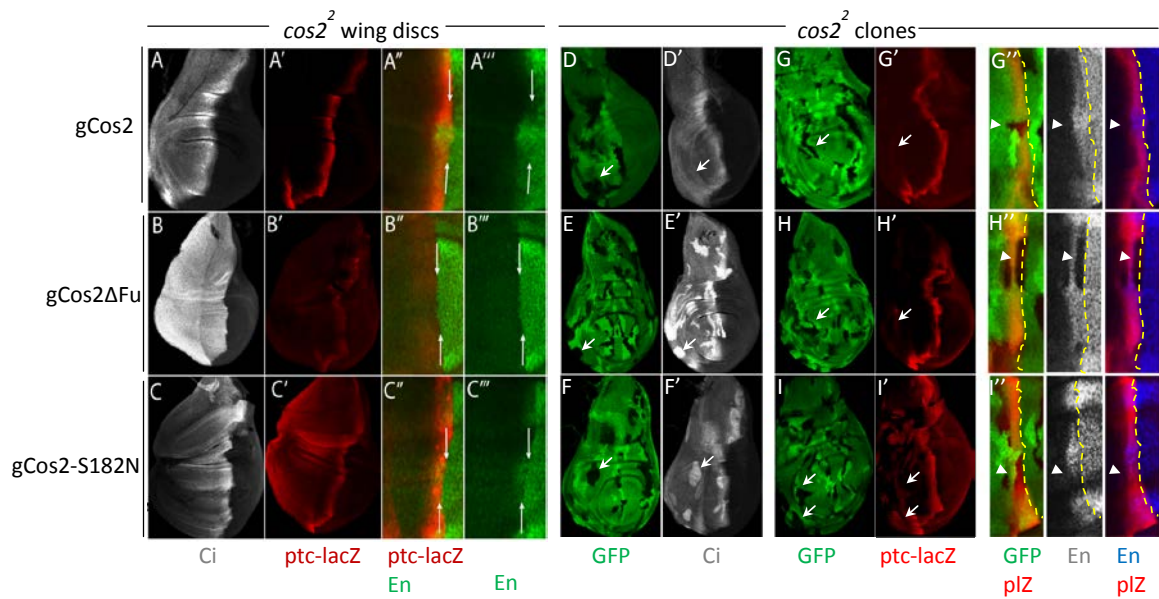 cos2² wing discs cos2² clones
gCos2 A A' A'' A''' D D' G G' G''
gCos2ΔFu B B' B'' B''' E E' H H' H''
gCos2-S182N C C' C'' C''' F F' I I' I''
Ci ptc-lacZ ptc-lacZ GFP Ci GFP ptc-lacZ GFP En En
En En plZ plZ